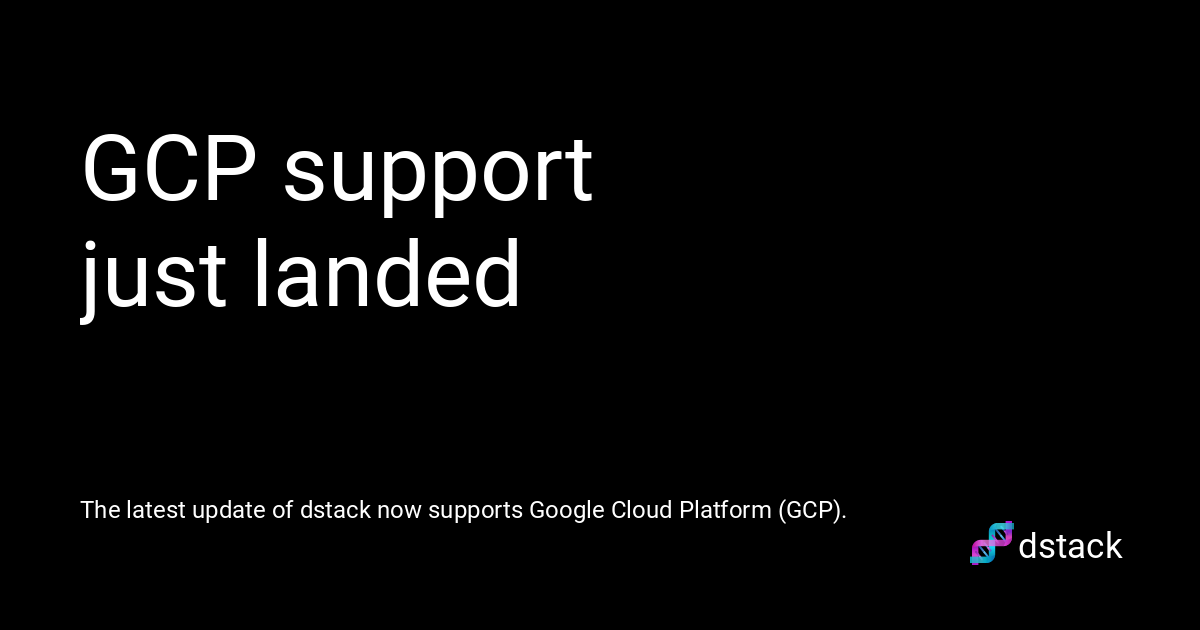 GCP support
just landed
The latest update of dstack now supports Google Cloud Platform (GCP).
dstack